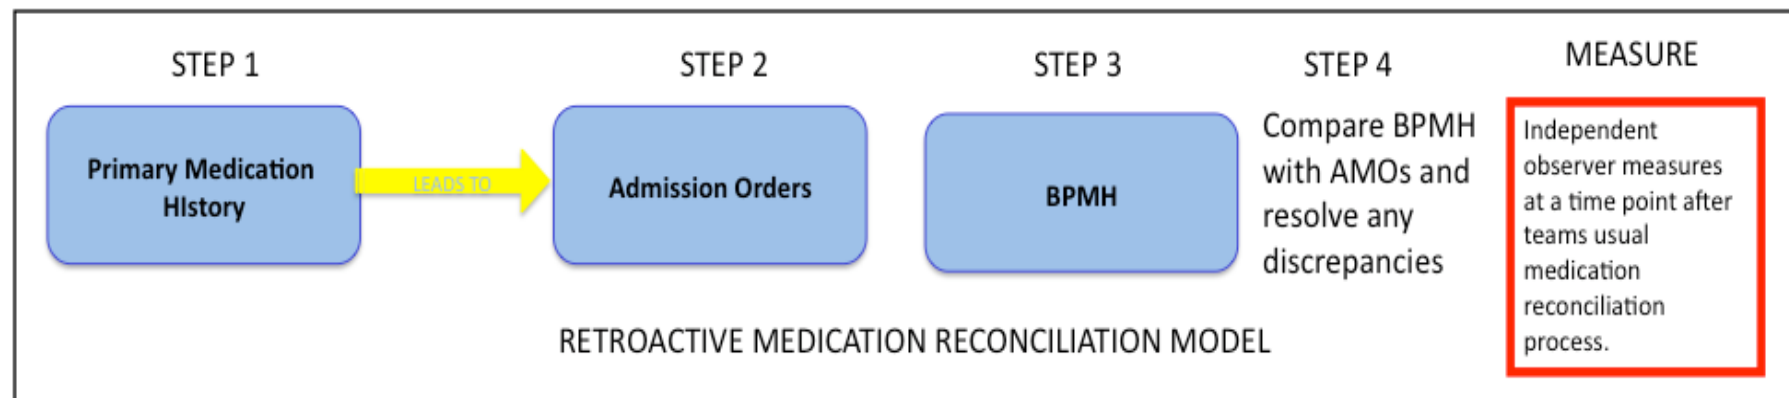 STEP 1
Primary Medication
HIstory
LEADS TO
STEP 2
Admission Orders
STEP 3
BPMH
STEP 4
Compare BPMH
with AMOs and
resolve any
discrepancies
MEASURE
Independent
observer measures
at a time point after
teams usual
medication
reconciliation
process.
RETROACTIVE MEDICATION RECONCILIATION MODEL